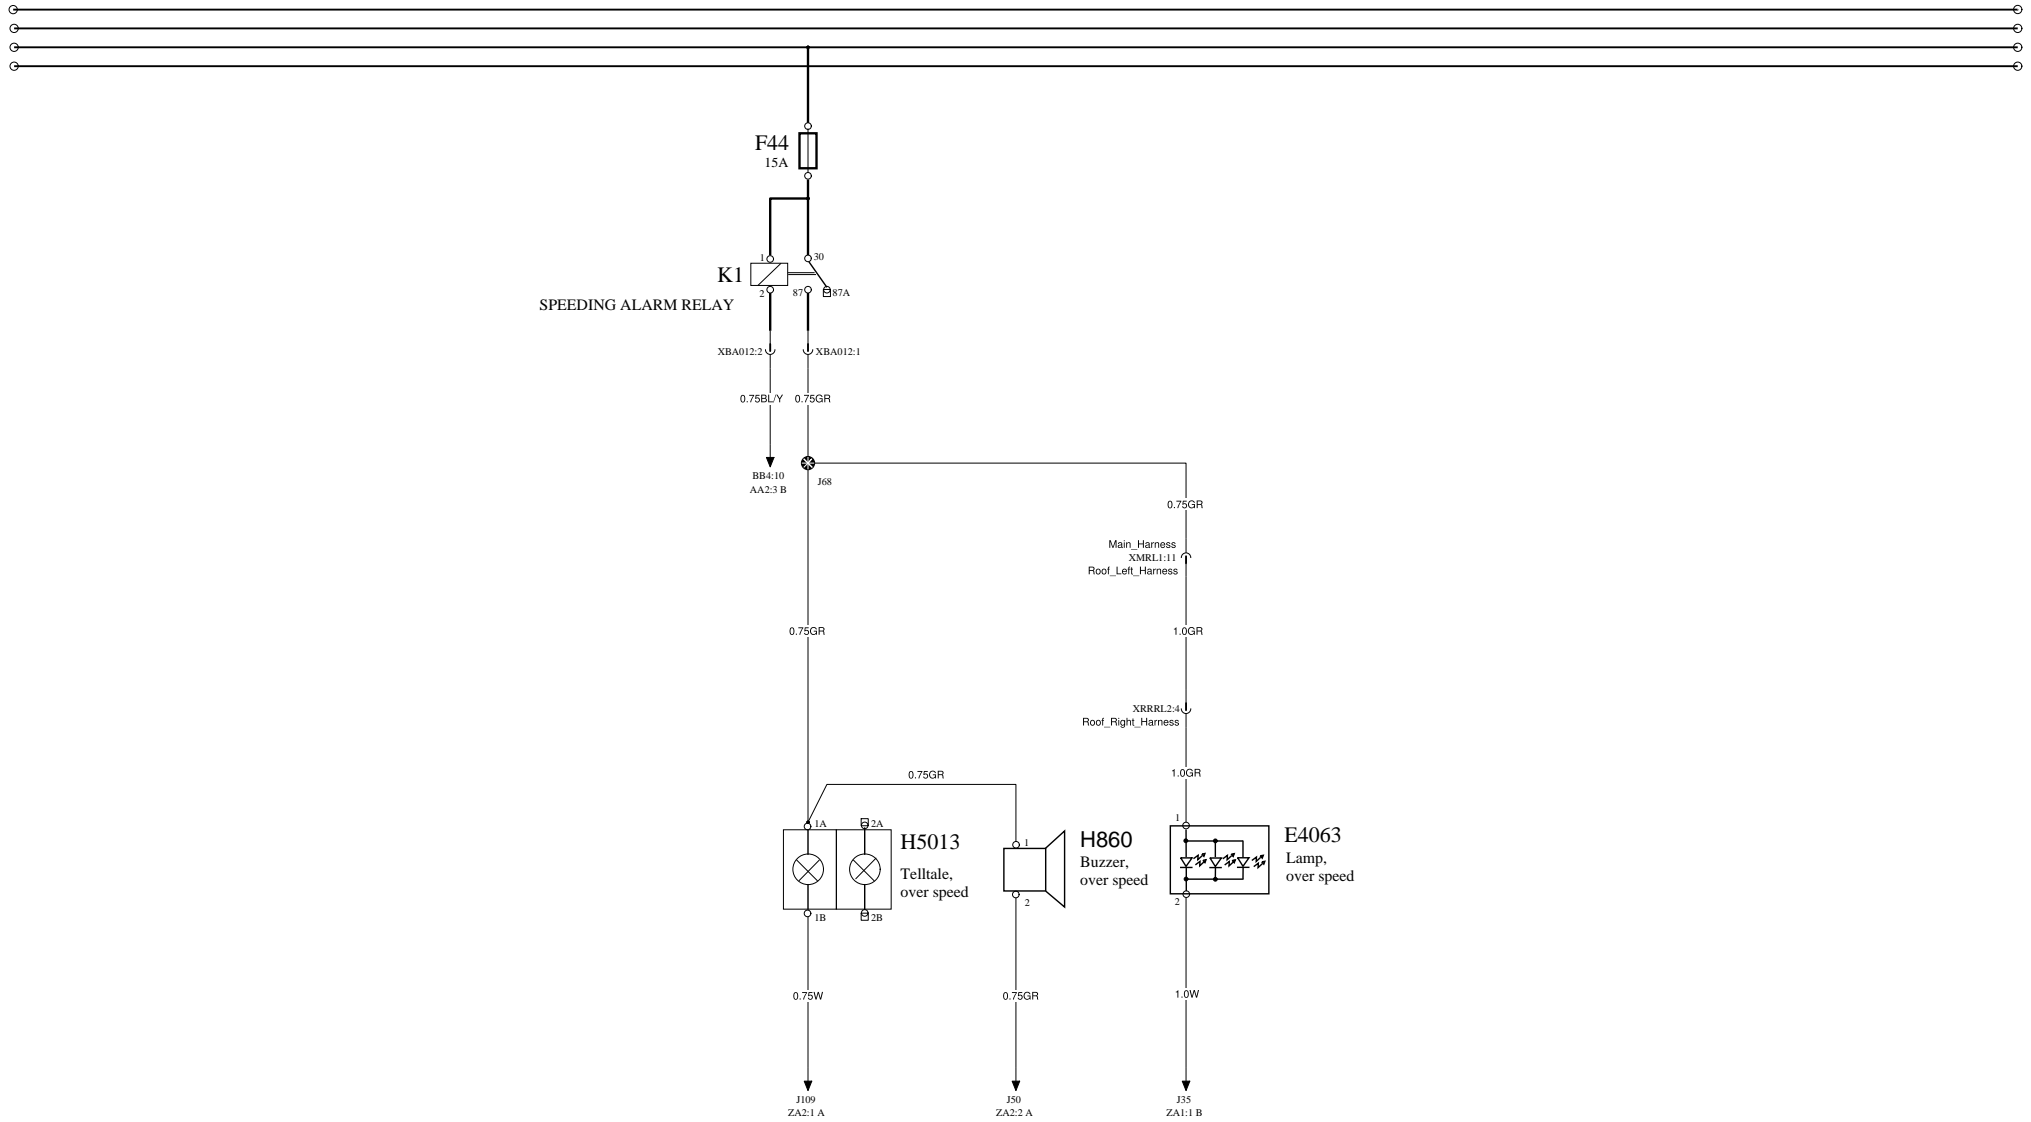 F44
15A
1
30
K1
2
87
87A
SPEEDING ALARM RELAY
XBA012:2
XBA012:1
0.75BL/Y
0.75GR
BB4:10
AA2:3 B
J68
0.75GR
Main_Harness
XMRL1:11
Roof_Left_Harness
0.75GR
1.0GR
XRRRL2:4
Roof_Right_Harness
0.75GR
1.0GR
1A
2A
H5013
Telltale,
over speed
1B
2B
1
H860
Buzzer,
over speed
2
1
E4063
Lamp,
over speed
2
0.75W
0.75GR
1.0W
J109
ZA2:1 A
J50
ZA2:2 A
J35
ZA1:1 B